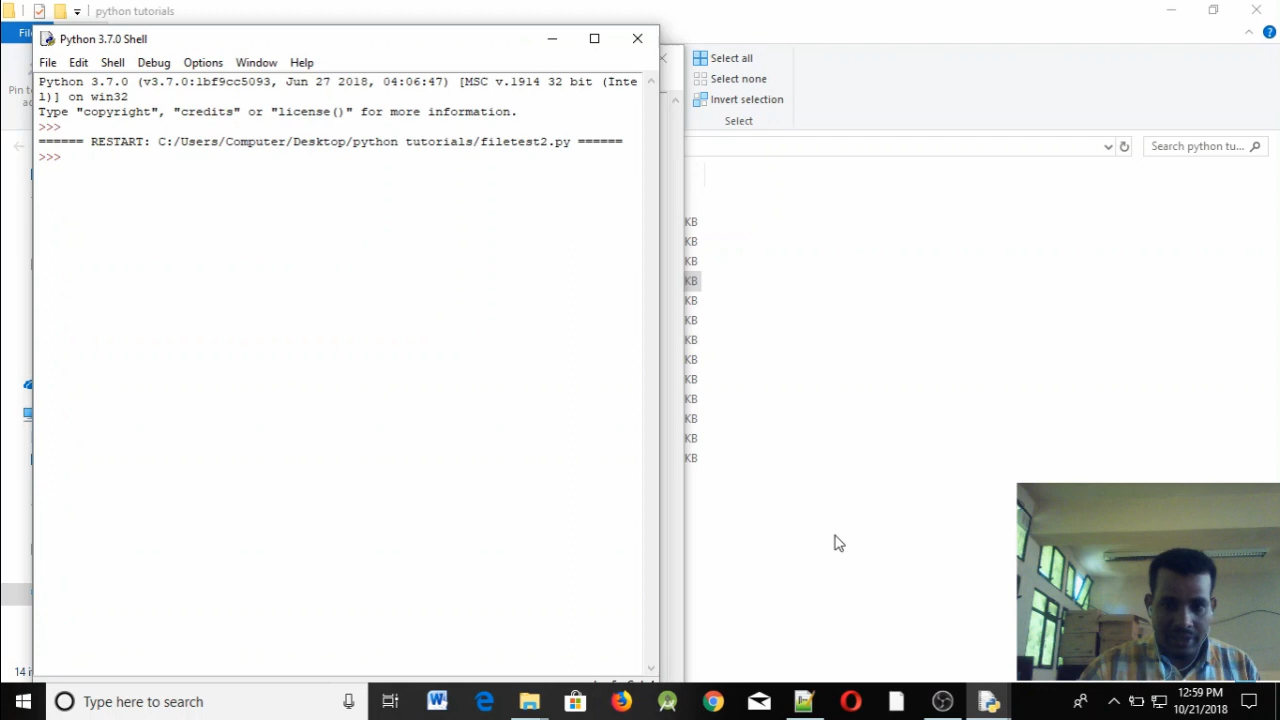 python tutorials
Fil
Python 3.7.0 Shell
File Edit Shell Debug Options Window Help
Python 3.7.0 (v3.7.0:1bf9cc5093, Jun 27 2018, 04:06:47) [MSC v.1914 32 bit (Inte
l)] on win32
Type "copyright", "credits" or "license()" for more information.
>>>
====== RESTART: C:/Users/Computer/Desktop/python tutorials/filetest2.py ======
>>>
Pin to
Select all
Select none
Invert selection
Select
Search python tu...
KB
KB
KB
KB
KB
KB
KB
KB
KB
KB
KB
KB
KB
14 i
Type here to search
12:59 PM
10/21/2018